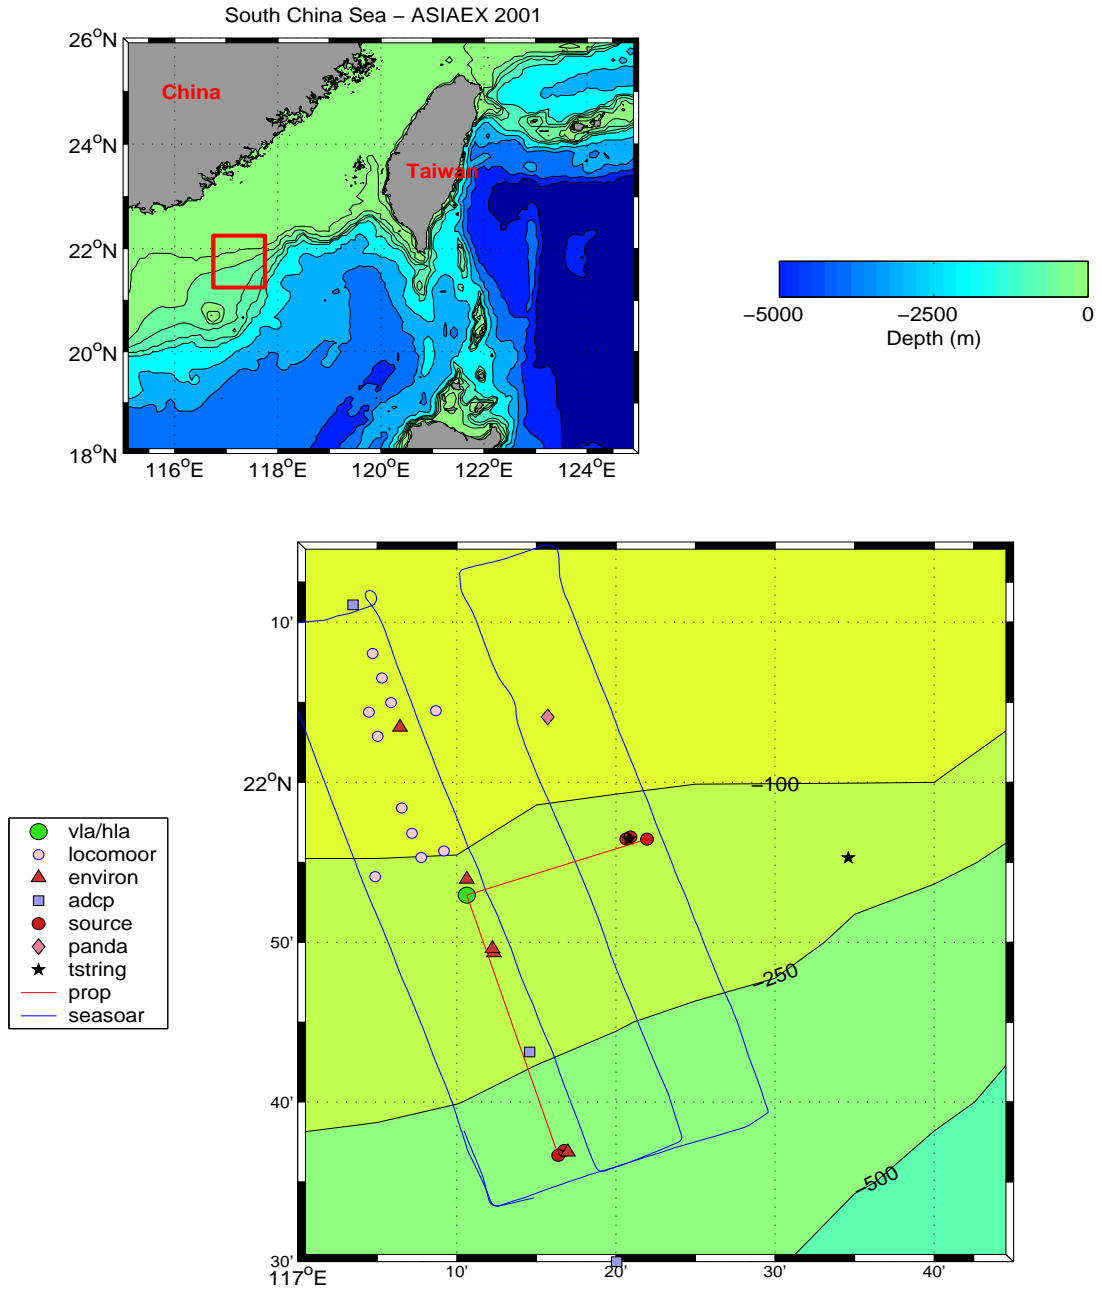 South China Sea − ASIAEX 2001
26°N
China
24°N
Taiwan
22°N
20°N
18°N
116°E 118°E 120°E 122°E 124°E
−5000 −2500 0
Depth (m)
10'
22°N
−100
50'
−250
40'
−500
30'
117°E 10' 20' 30' 40'
vla/hla
locomoor
environ
adcp
source
panda
tstring
prop
seasoar